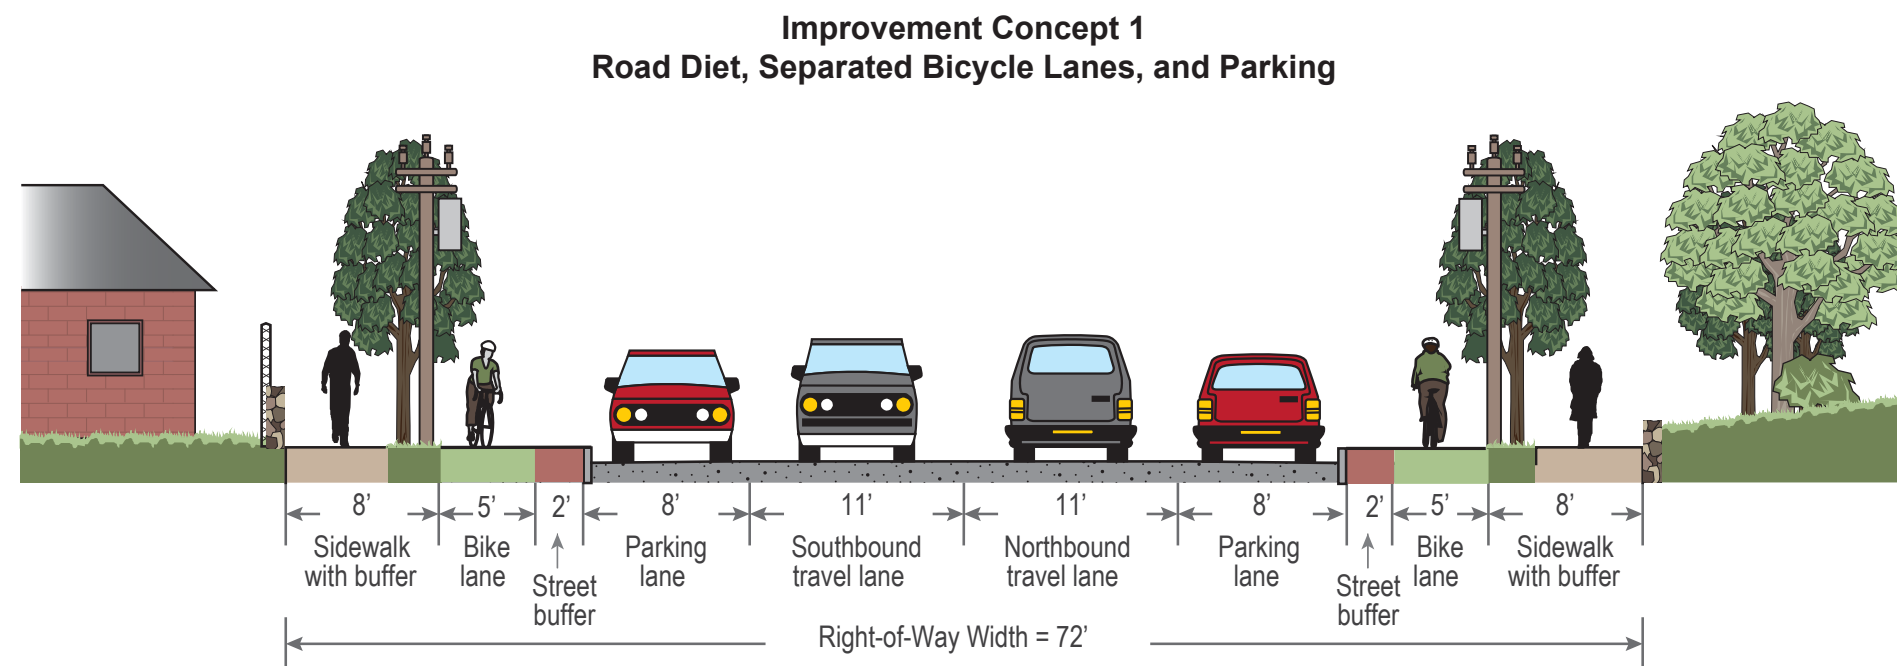 Improvement Concept 1
Road Diet, Separated Bicycle Lanes, and Parking
8’ 5’ 2’ 8’ 11’ 11’ 8’ 2’ 5’ 8’
Sidewalk
with buffer
Bike
lane
Street
buffer
Parking
lane
Southbound
travel lane
Northbound
travel lane
Parking
lane
Street
buffer
Bike
lane
Sidewalk
with buffer
Right-of-Way Width = 72’